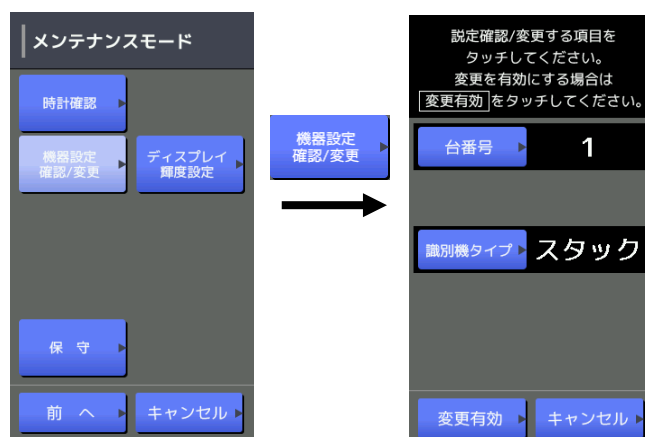 メンテナンスモード
時計確認
機器設定
確認/変更
ディスプレイ
輝度設定
保 守
前 へ
キャンセル
機器設定
確認/変更
説定確認/変更する項目を
タッチしてください。
変更を有効にする場合は
変更有効をタッチしてください。
台番号
1
識別機タイプ
スタック
変更有効
キャンセル